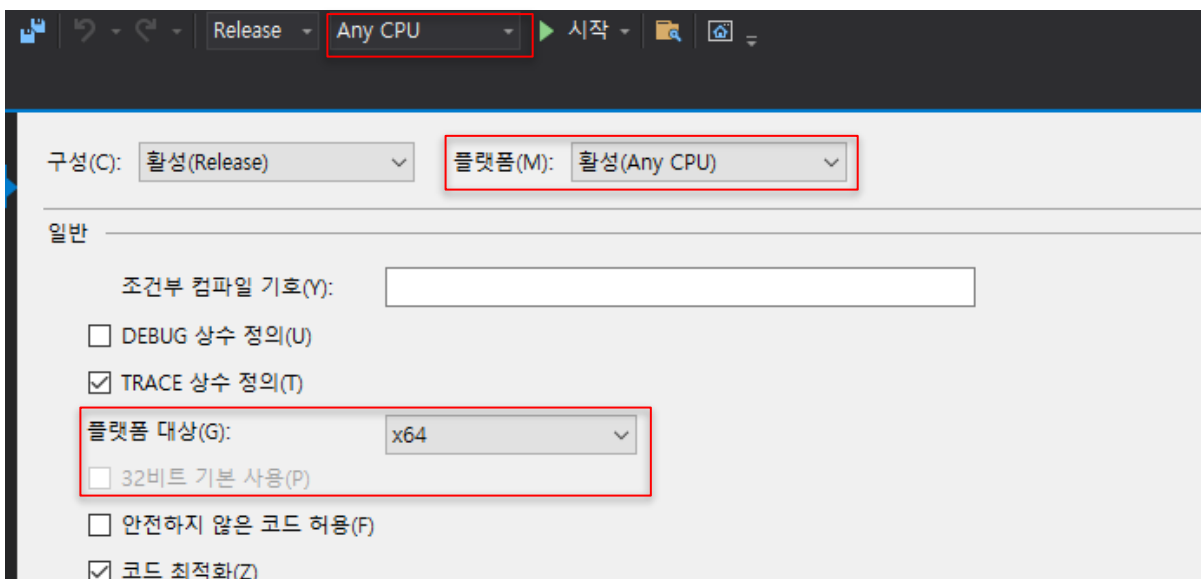 Release Any CPU 시작
구성(C): 활성(Release) 플랫폼(M): 활성(Any CPU)
일반
조건부 컴파일 기호(Y):
DEBUG 상수 정의(U)
TRACE 상수 정의(T)
플랫폼 대상(G): x64
32비트 기본 사용(P)
안전하지 않은 코드 허용(F)
코드 최적화(Z)